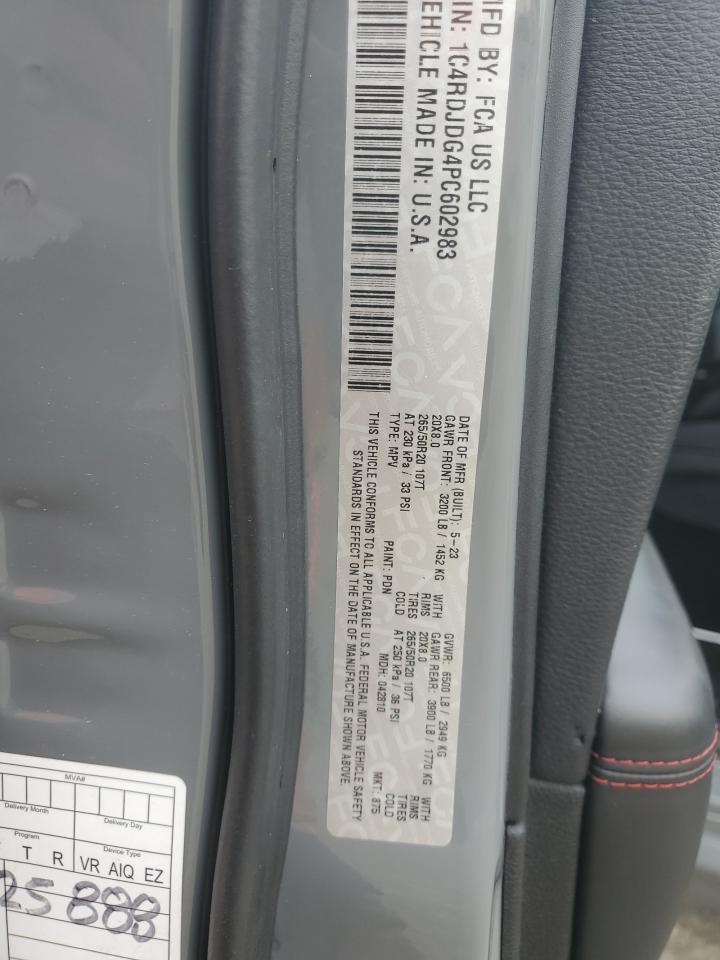 MFD BY: FCA US LLC
VIN: 1C4RDJDG4PC602983
VEHICLE MADE IN: U.S.A.
DATE OF MFR (BUILT): 5-23 GVWR: 6500 LB / 2949 KG
GAWR FRONT: 3200 LB / 1452 KG WITH GAWR REAR: 3900 LB / 1770 KG WITH
20X8.0 RIMS 20X8.0 RIMS
265/50R20 107T TIRES 265/50R20 107T TIRES
AT 230 kPa / 33 PSI COLD AT 250 kPa / 36 PSI COLD
TYPE: MPV PAINT: PDN MDH: 042810 MKT: 875
THIS VEHICLE CONFORMS TO ALL APPLICABLE U.S.A. FEDERAL MOTOR VEHICLE SAFETY
STANDARDS IN EFFECT ON THE DATE OF MANUFACTURE SHOWN ABOVE.
MVA#
Delivery Month Delivery Day
Program Device Type
T R VR AIQ EZ
25 888